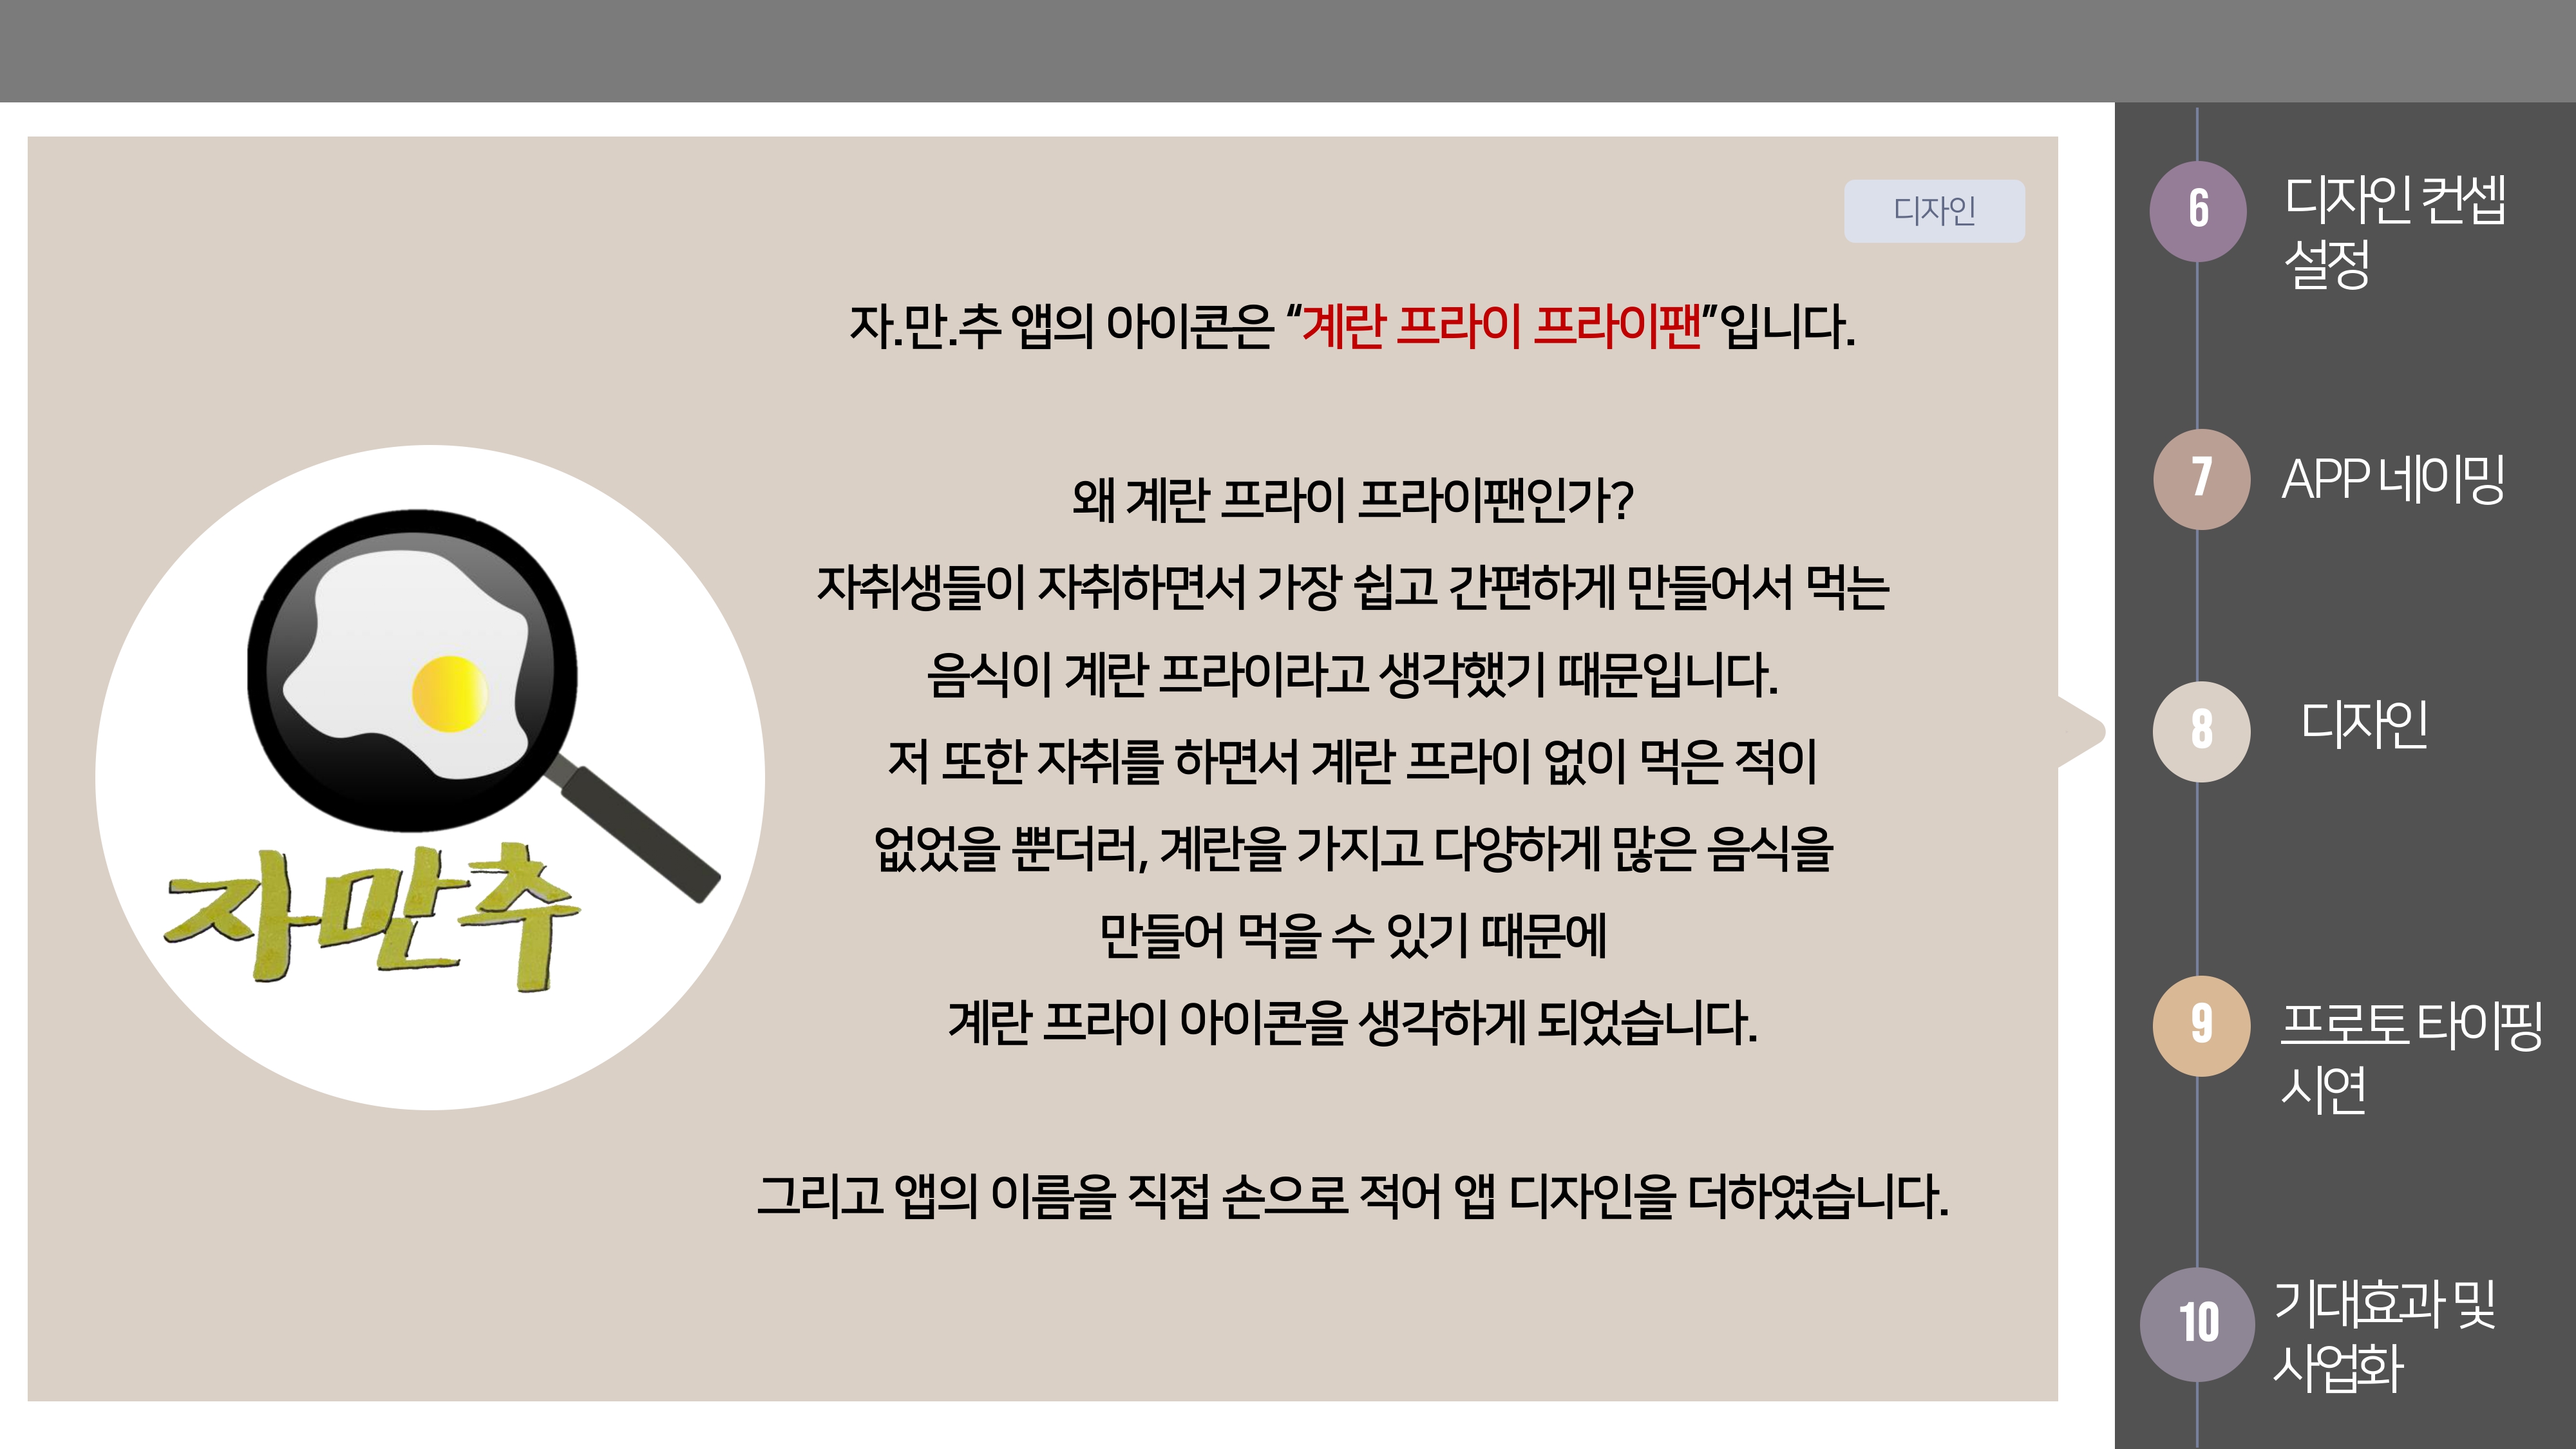 디자인
자.만.추 앱의 아이콘은 “계란 프라이 프라이팬”입니다.
왜 계란 프라이 프라이팬인가?
자취생들이 자취하면서 가장 쉽고 간편하게 만들어서 먹는
음식이 계란 프라이라고 생각했기 때문입니다.
저 또한 자취를 하면서 계란 프라이 없이 먹은 적이
없었을 뿐더러, 계란을 가지고 다양하게 많은 음식을
만들어 먹을 수 있기 때문에
계란 프라이 아이콘을 생각하게 되었습니다.
그리고 앱의 이름을 직접 손으로 적어 앱 디자인을 더하였습니다.
자만추
6 디자인 컨셉
설정
7 APP 네이밍
8 디자인
9 프로토 타이핑
시연
10 기대효과 및
사업화